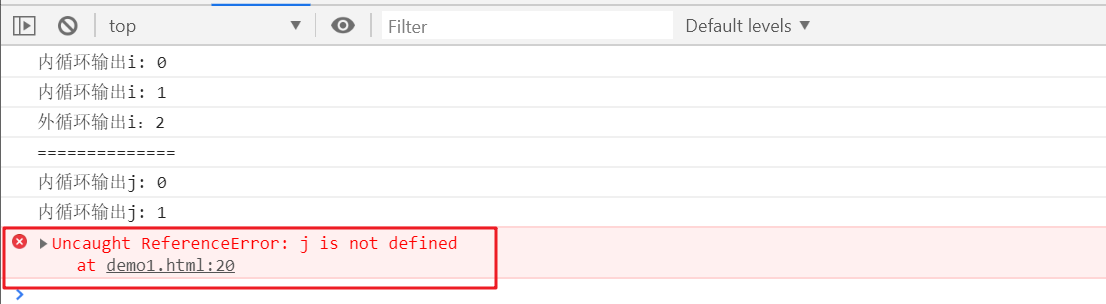 top
Filter
Default levels
内循环输出i: 0
内循环输出i: 1
外循环输出i：2
==============
内循环输出j: 0
内循环输出j: 1
Uncaught ReferenceError: j is not defined
at demo1.html:20